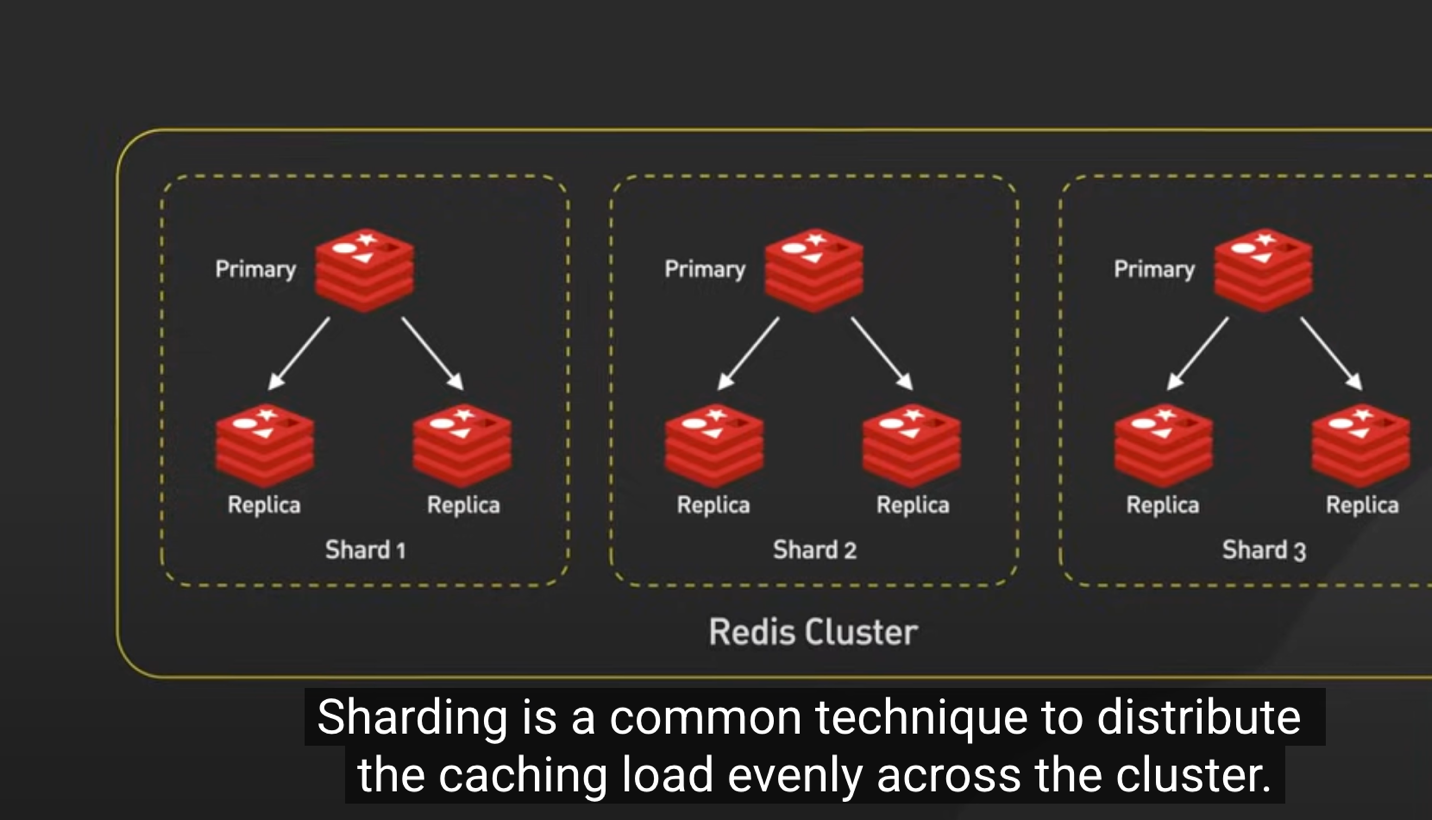 Primary
Replica
Replica
Shard 1
Primary
Replica
Replica
Shard 2
Primary
Replica
Replica
Shard 3
Redis Cluster
Sharding is a common technique to distribute
the caching load evenly across the cluster.